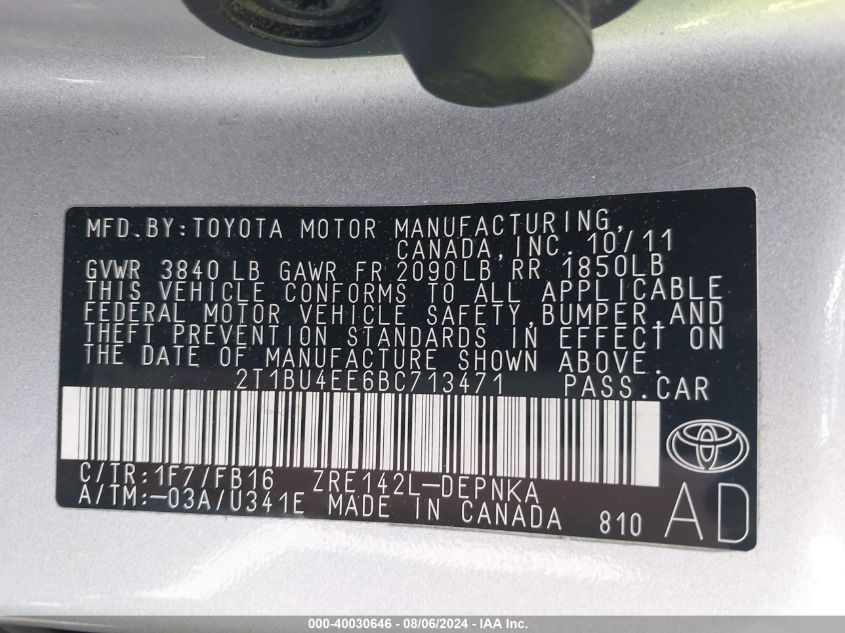 MFD.BY:TOYOTA MOTOR MANUFACTURING,
CANADA,INC. 10/11
GVWR 3840 LB GAWR FR 2090LB RR 1850LB
THIS VEHICLE CONFORMS TO ALL APPLICABLE
FEDERAL MOTOR VEHICLE SAFETY,BUMPER,AND
THEFT PREVENTION STANDARDS IN EFFECT ON
THE DATE OF MANUFACTURE SHOWN ABOVE.
2T1BU4EE6BC713471 PASS.CAR
C/TR:1F7/FB16 ZRE142L-DEPNKA
A/TM:-03A/U341E MADE IN CANADA 810 AD
000-40030646 - 08/06/2024 - IAA Inc.